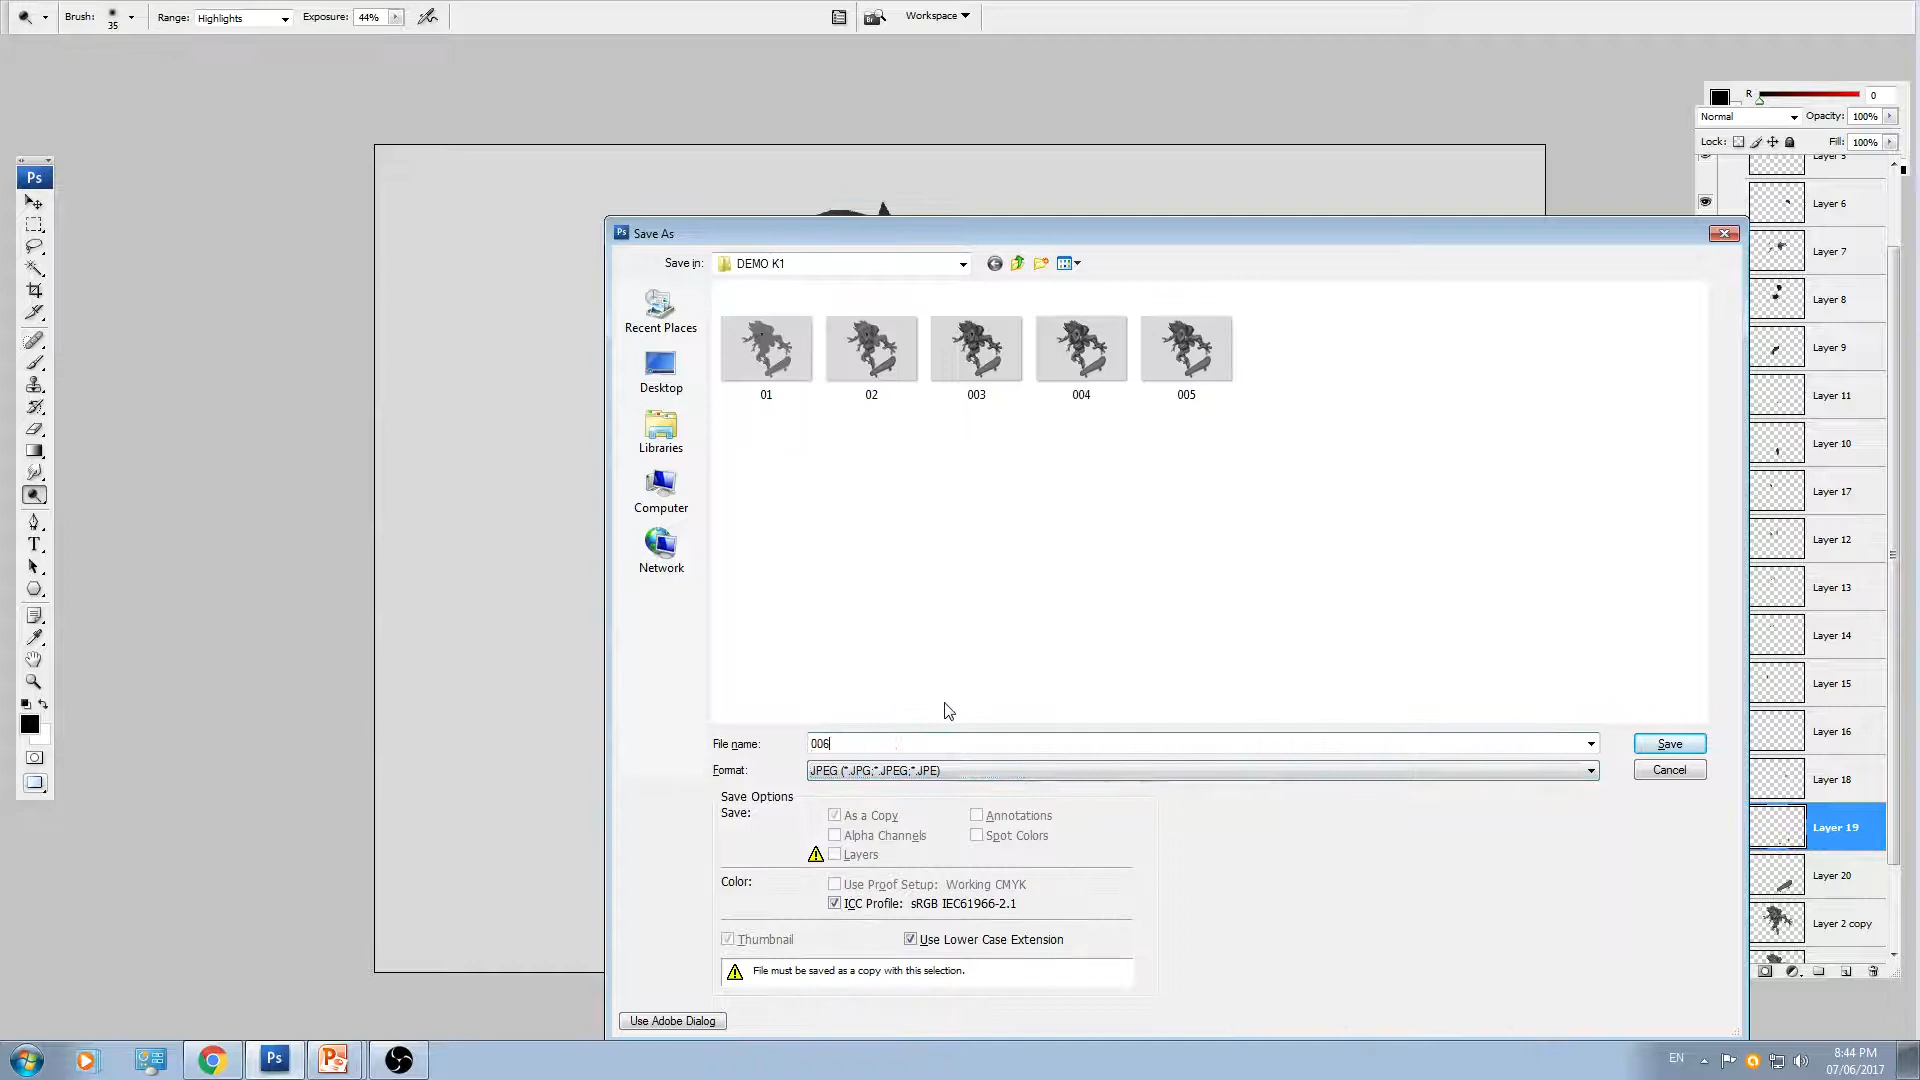 Brush: 35 Range: Highlights Exposure: 44% Workspace
R 0
Normal Opacity: 100%
Lock: Fill: 100%
Layer 5
Layer 6
Layer 7
Layer 8
Layer 9
Layer 11
Layer 10
Layer 17
Layer 12
Layer 13
Layer 14
Layer 15
Layer 16
Layer 18
Layer 19
Layer 20
Layer 2 copy
Ps
T
Ps Save As
Save in: DEMO K1
Recent Places
Desktop
Libraries
Computer
Network
01 02 003 004 005
File name: 006 Save
Format: JPEG (*.JPG;*.JPEG;*.JPE) Cancel
Save Options
Save: As a Copy Annotations
Alpha Channels Spot Colors
Layers
Color: Use Proof Setup: Working CMYK
ICC Profile: sRGB IEC61966-2.1
Thumbnail Use Lower Case Extension
File must be saved as a copy with this selection.
Use Adobe Dialog
Ps
EN 8:44 PM
07/06/2017